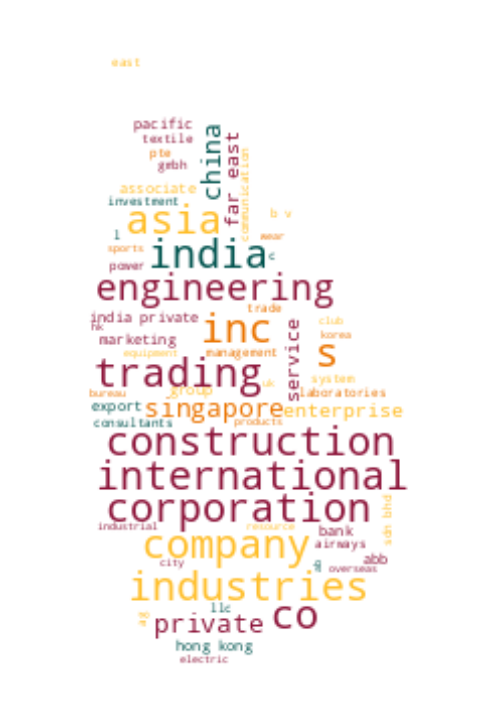 east
pacific
textile
pte
gmbh
china
far east
communication
associate
investment
asia
b v
l
wear
sports
india
c
power
engineering
trade
india private
hk
inc
service
club
korea
marketing
s
equipment
management
trading
uk
system
bureau
group
laboratories
export
singapore
enterprise
consultants
products
construction
international
corporation
sdn bhd
industrial
resource
bank
company
airways
city
abb
overseas
industries
llc
co
private
hong kong
electric